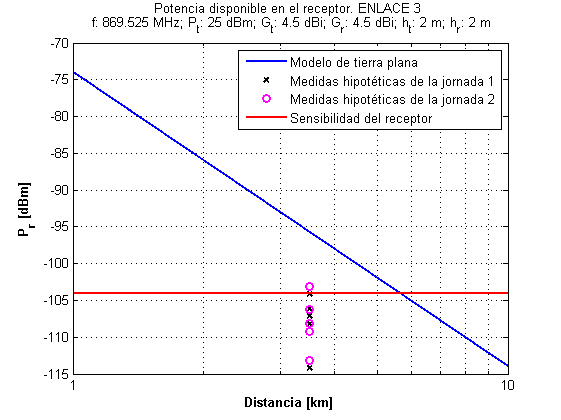 Potencia disponible en el receptor. ENLACE 3
f: 869.525 MHz; Pt: 25 dBm; Gt: 4.5 dBi; Gr: 4.5 dBi; ht: 2 m; hr: 2 m
Modelo de tierra plana
Medidas hipotéticas de la jornada 1
Medidas hipotéticas de la jornada 2
Sensibilidad del receptor
Pr [dBm]
-70
-75
-80
-85
-90
-95
-100
-105
-110
-115
1
10
Distancia [km]